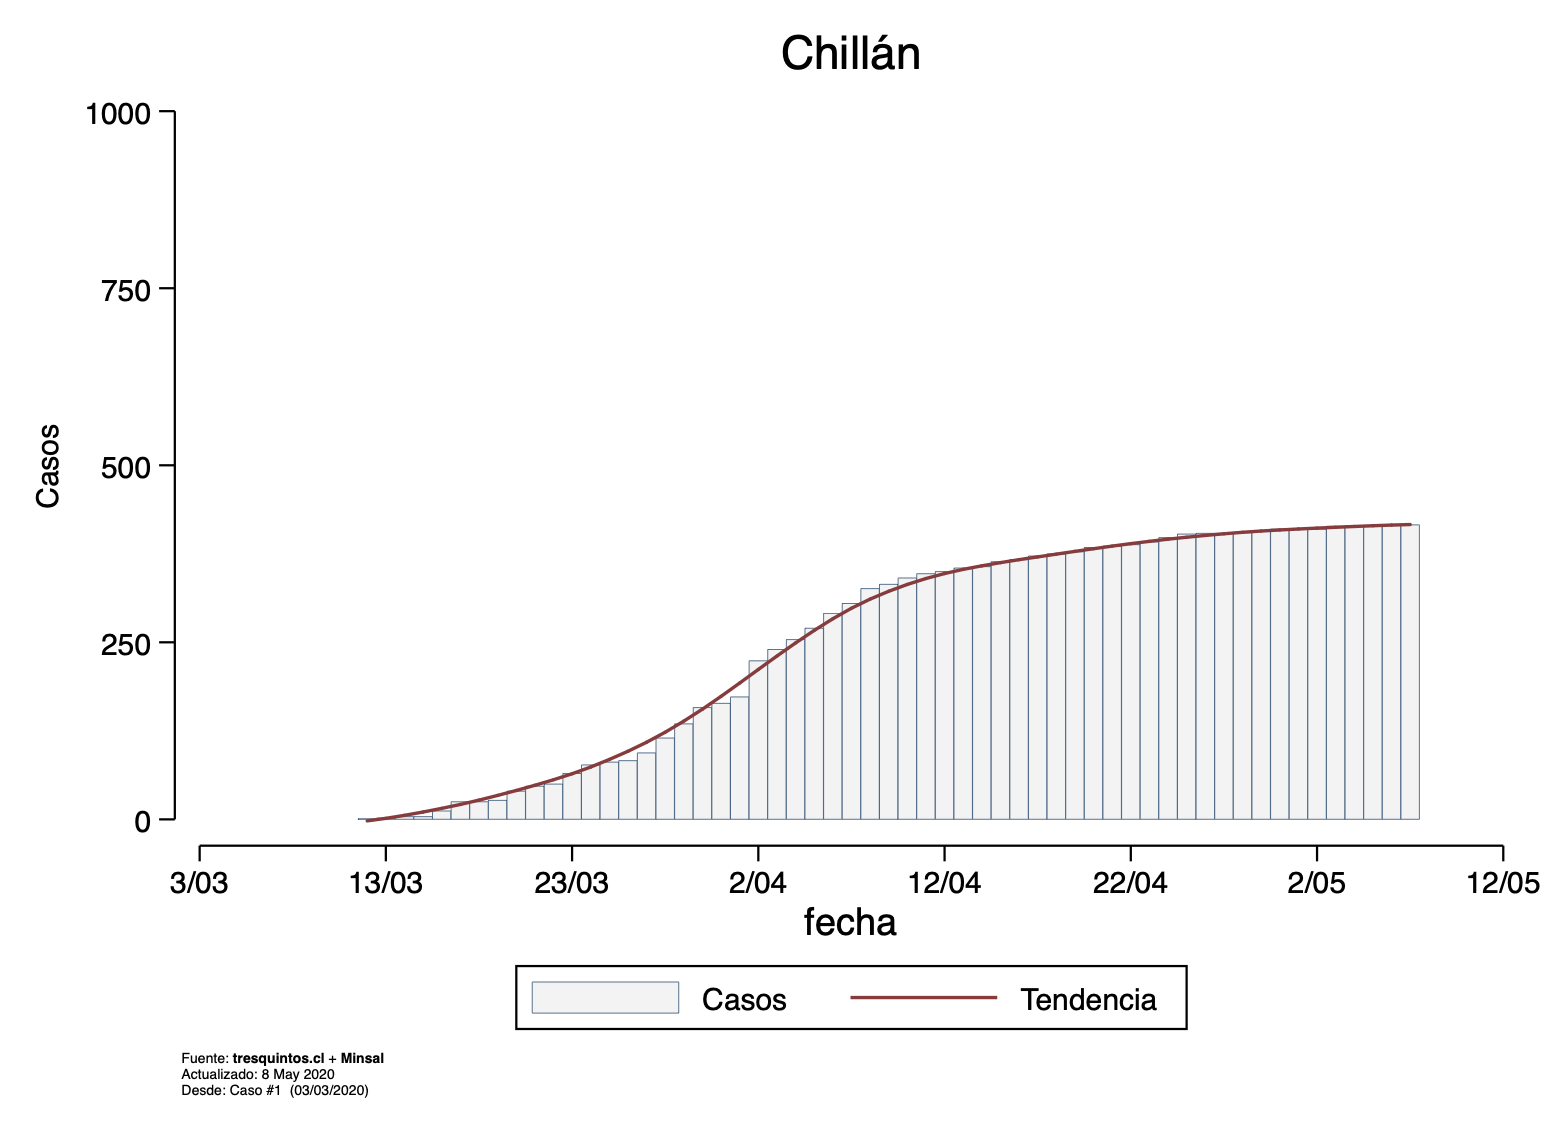 Chillán
1000
750
500
250
0
Casos
3/03 13/03 23/03 2/04 12/04 22/04 2/05 12/05
fecha
Casos Tendencia
Fuente: tresquintos.cl + Minsal
Actualizado: 8 May 2020
Desde: Caso #1 (03/03/2020)